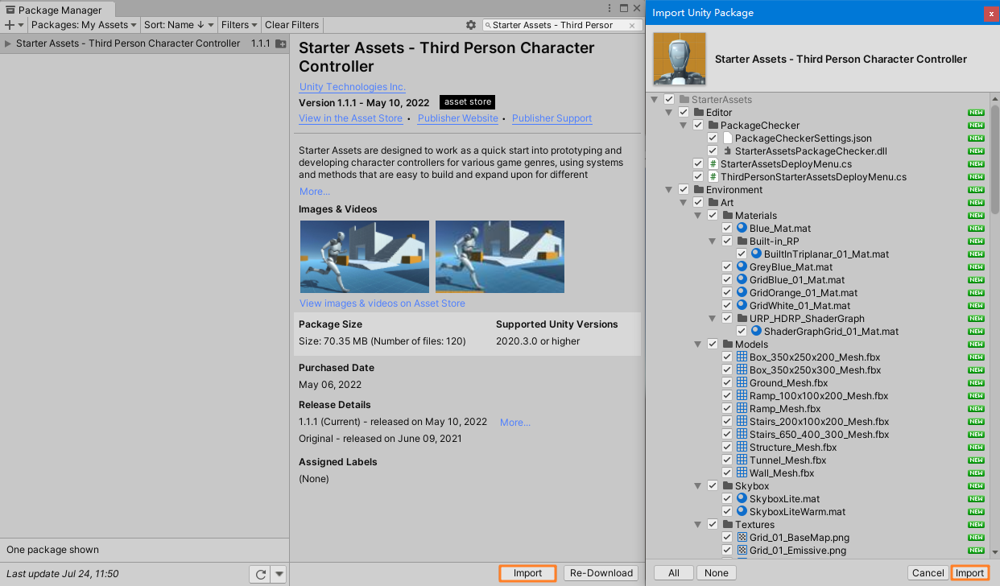 Package Manager
Packages: My Assets
Sort: Name ↓
Filters
Clear Filters
Starter Assets - Third Persor
Starter Assets - Third Person Character Controller 1.1.1
Starter Assets - Third Person Character
Controller
Unity Technologies Inc.
Version 1.1.1 - May 10, 2022 asset store
View in the Asset Store • Publisher Website • Publisher Support
Starter Assets are designed to work as a quick start into prototyping and
developing character controllers for various game genres, using systems
and methods that are easy to build and expand upon for different
More...
Images & Videos
View images & videos on Asset Store
Package Size
Size: 70.35 MB (Number of files: 120)
Supported Unity Versions
2020.3.0 or higher
Purchased Date
May 06, 2022
Release Details
1.1.1 (Current) - released on May 10, 2022 More...
Original - released on June 09, 2021
Assigned Labels
(None)
One package shown
Last update Jul 24, 11:50
Import
Re-Download
Import Unity Package
x
Starter Assets - Third Person Character Controller
StarterAssets
Editor NEW
PackageChecker NEW
PackageCheckerSettings.json NEW
StarterAssetsPackageChecker.dll NEW
# StarterAssetsDeployMenu.cs NEW
# ThirdPersonStarterAssetsDeployMenu.cs NEW
Environment NEW
Art NEW
Materials NEW
Blue_Mat.mat NEW
Built-in_RP NEW
BuiltInTriplanar_01_Mat.mat NEW
GreyBlue_Mat.mat NEW
GridBlue_01_Mat.mat NEW
GridOrange_01_Mat.mat NEW
GridWhite_01_Mat.mat NEW
URP_HDRP_ShaderGraph NEW
ShaderGraphGrid_01_Mat.mat NEW
Models NEW
Box_350x250x200_Mesh.fbx NEW
Box_350x250x300_Mesh.fbx NEW
Ground_Mesh.fbx NEW
Ramp_100x100x200_Mesh.fbx NEW
Ramp_Mesh.fbx NEW
Stairs_200x100x200_Mesh.fbx NEW
Stairs_650_400_300_Mesh.fbx NEW
Structure_Mesh.fbx NEW
Tunnel_Mesh.fbx NEW
Wall_Mesh.fbx NEW
Skybox NEW
SkyboxLite.mat NEW
SkyboxLiteWarm.mat NEW
Textures NEW
Grid_01_BaseMap.png NEW
Grid_01_Emissive.png NEW
All
None
Cancel
Import